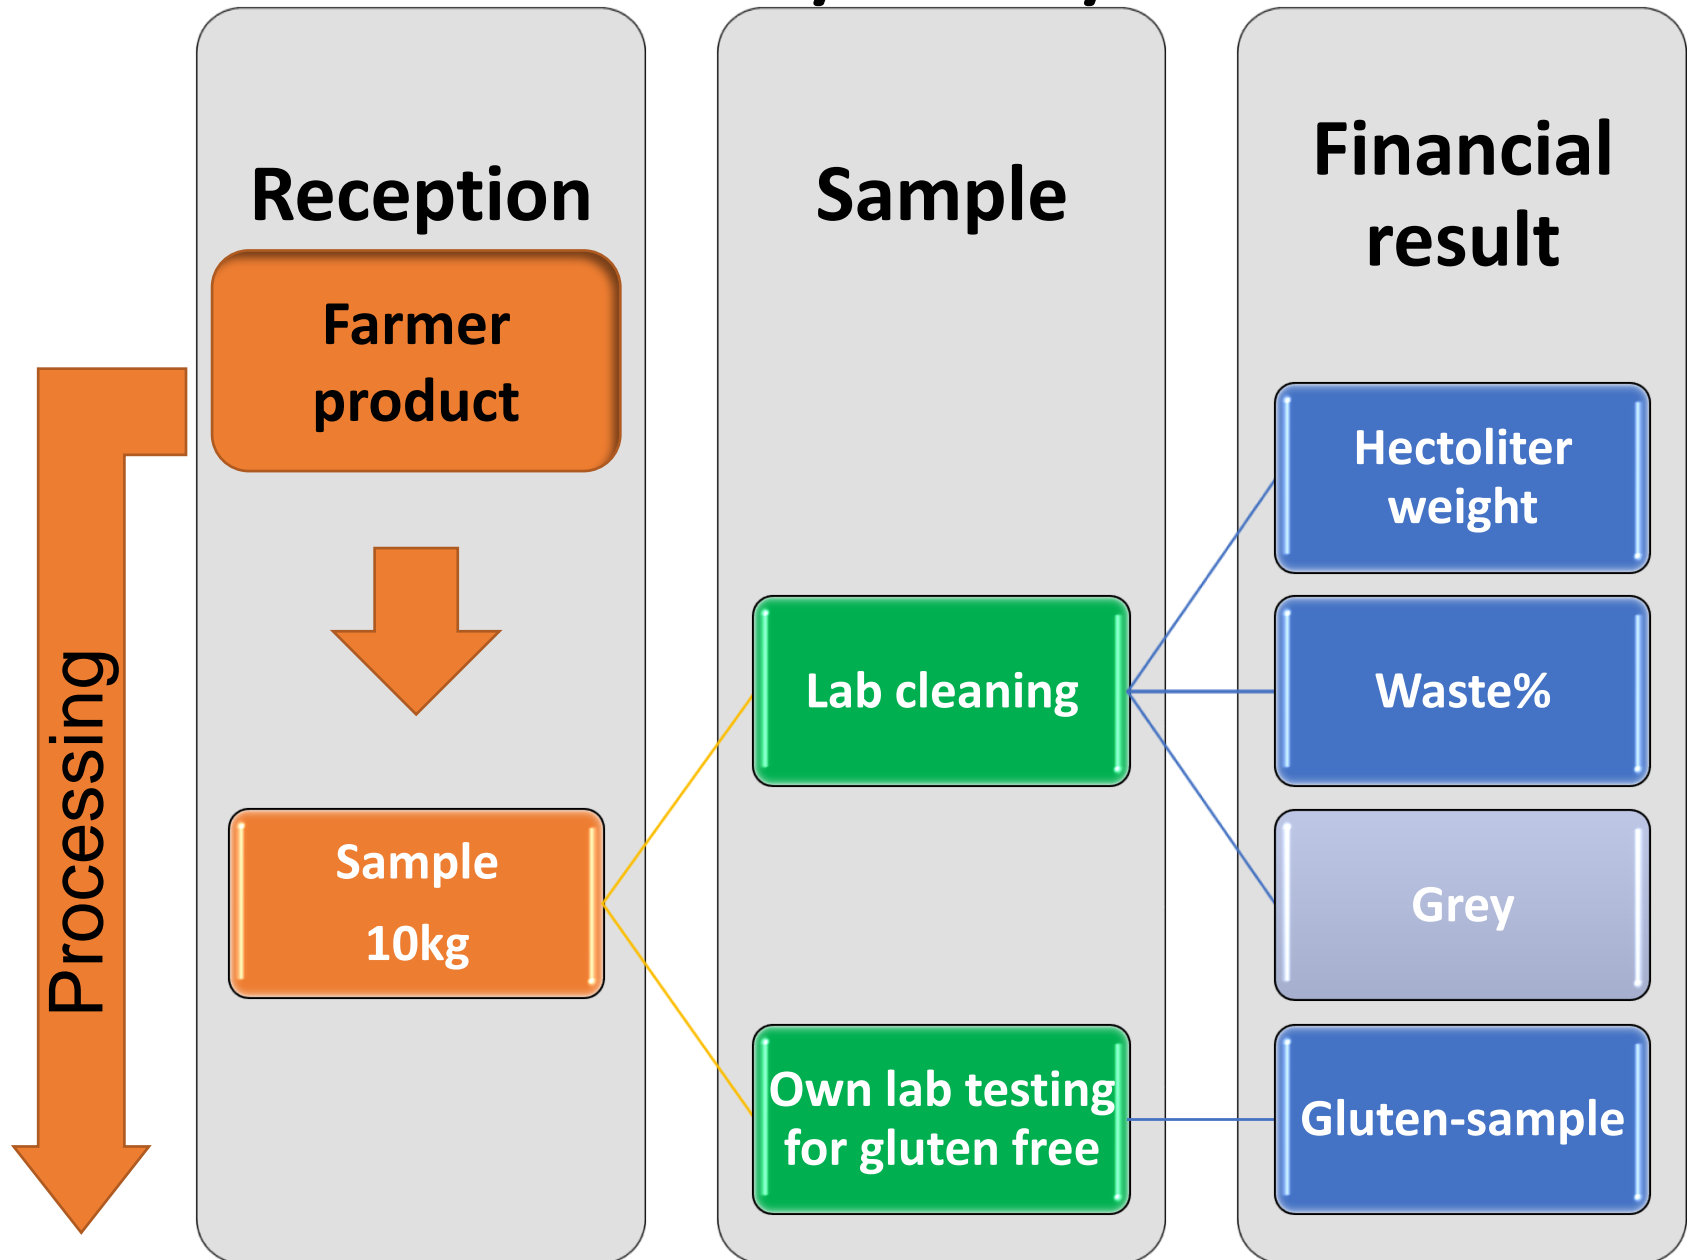 Reception
Farmer
product
Sample
10kg
Processing
Sample
Lab cleaning
Own lab testing
for gluten free
Financial
result
Hectoliter
weight
Waste%
Grey
Gluten-sample